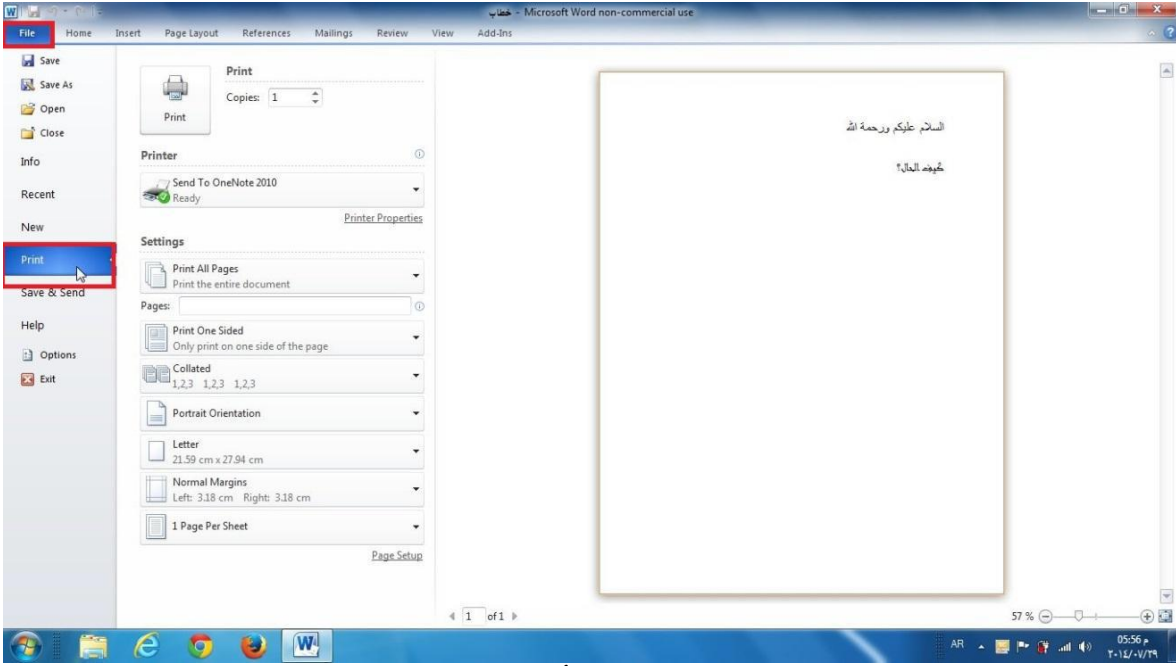 خطاب - Microsoft Word non-commercial use
File Home Insert Page Layout References Mailings Review View Add-Ins
Save
Save As
Open
Close
Info
Recent
New
Print
Save & Send
Help
Options
Exit
Print
Print
Copies: 1
Printer
Send To OneNote 2010
Ready
Printer Properties
Settings
Print All Pages
Print the entire document
Pages:
Print One Sided
Only print on one side of the page
Collated
1,2,3 1,2,3 1,2,3
Portrait Orientation
Letter
21.59 cm x 27.94 cm
Normal Margins
Left: 3.18 cm Right: 3.18 cm
1 Page Per Sheet
Page Setup
السلام عليكم ورحمة الله
كيف الحال؟
1 of 1
57 %
AR
05:56 م
٢٠١٤/٠٧/٢٩